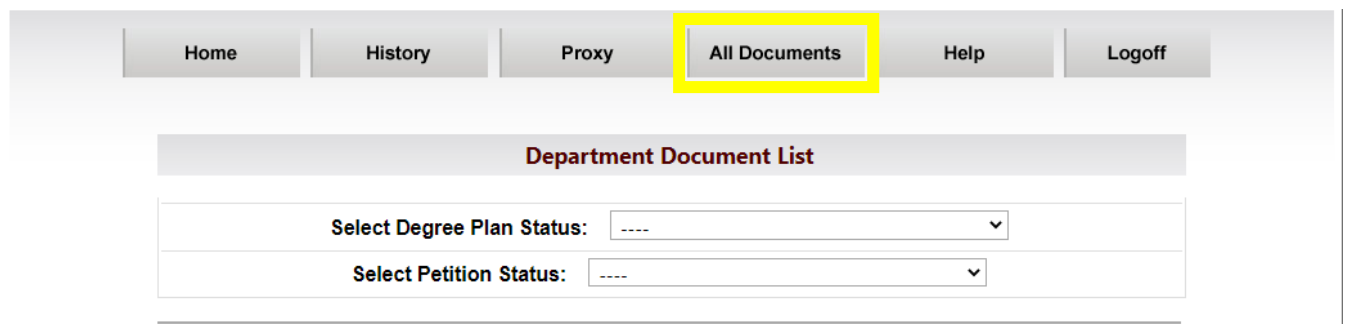 Home History Proxy All Documents Help Logoff
Department Document List
Select Degree Plan Status: ----
Select Petition Status: ----